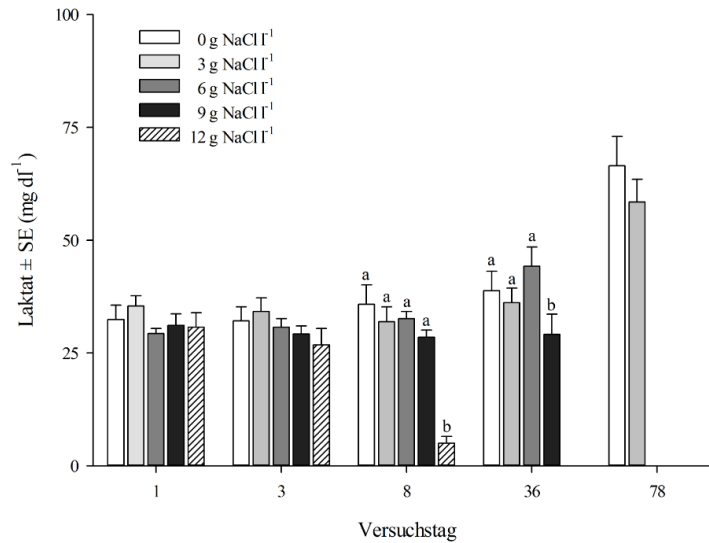 100
75
50
25
0
Laktat ± SE (mg dl⁻¹)
0 g NaCl l⁻¹
3 g NaCl l⁻¹
6 g NaCl l⁻¹
9 g NaCl l⁻¹
12 g NaCl l⁻¹
a a a a b
a a a b
1 3 8 36 78
Versuchstag